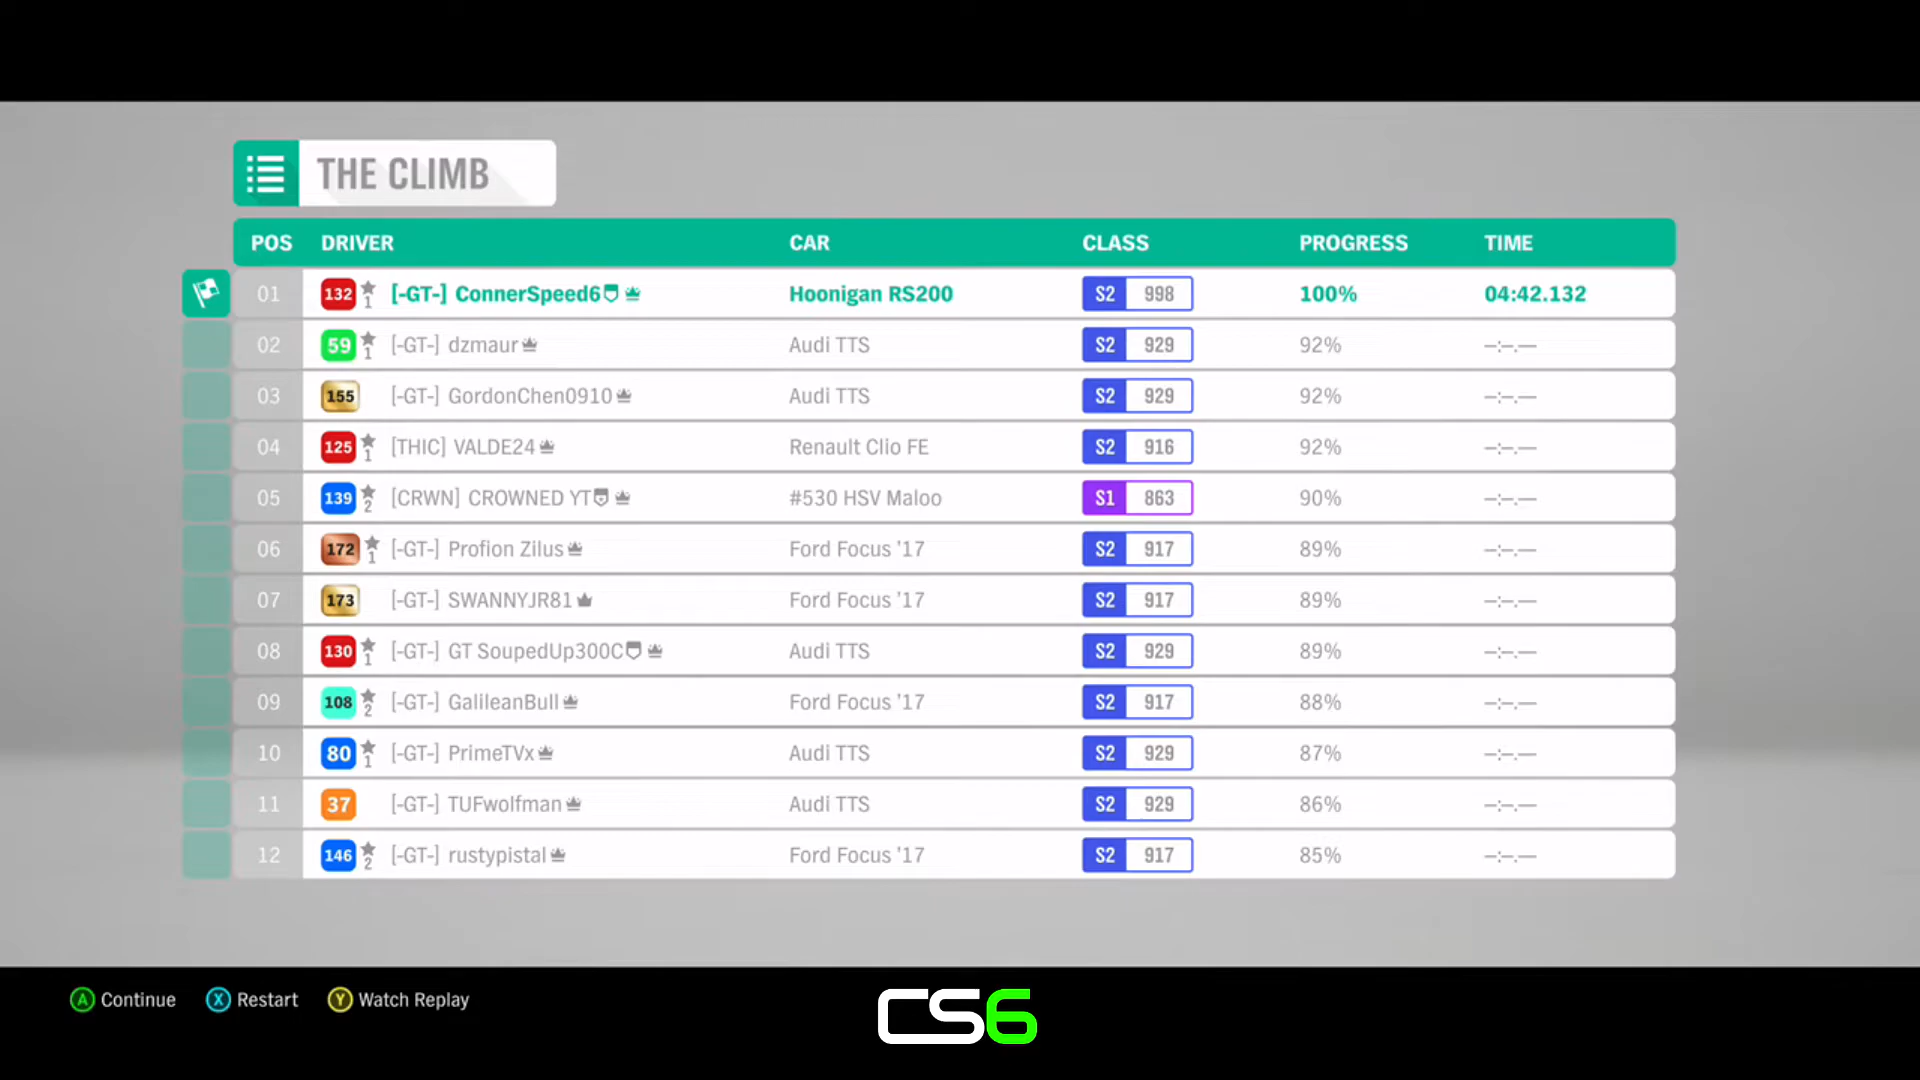 THE CLIMB
POS DRIVER CAR CLASS PROGRESS TIME
01 132 1 [-GT-] ConnerSpeed6 Hoonigan RS200 S2 998 100% 04:42.132
02 59 1 [-GT-] dzmaur Audi TTS S2 929 92% --:--.---
03 155 [-GT-] GordonChen0910 Audi TTS S2 929 92% --:--.---
04 125 1 [THIC] VALDE24 Renault Clio FE S2 916 92% --:--.---
05 139 2 [CRWN] CROWNED YT #530 HSV Maloo S1 863 90% --:--.---
06 172 1 [-GT-] Profion Zilus Ford Focus '17 S2 917 89% --:--.---
07 173 [-GT-] SWANNYJR81 Ford Focus '17 S2 917 89% --:--.---
08 130 1 [-GT-] GT SoupedUp300C Audi TTS S2 929 89% --:--.---
09 108 2 [-GT-] GalileanBull Ford Focus '17 S2 917 88% --:--.---
10 80 1 [-GT-] PrimeTVx Audi TTS S2 929 87% --:--.---
11 37 [-GT-] TUFwolfman Audi TTS S2 929 86% --:--.---
12 146 2 [-GT-] rustypistal Ford Focus '17 S2 917 85% --:--.---
A Continue X Restart Y Watch Replay
CS6